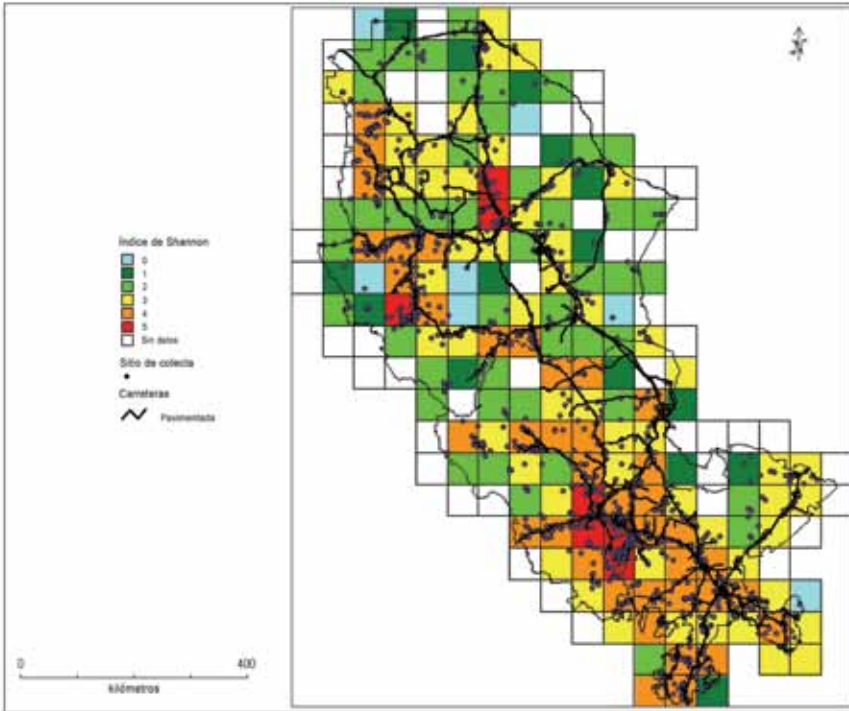 Índice de Shannon
0
1
2
3
4
5
Sin datos
Sitio de colecta
Carreteras
Pavimentada
0 400
kilómetros